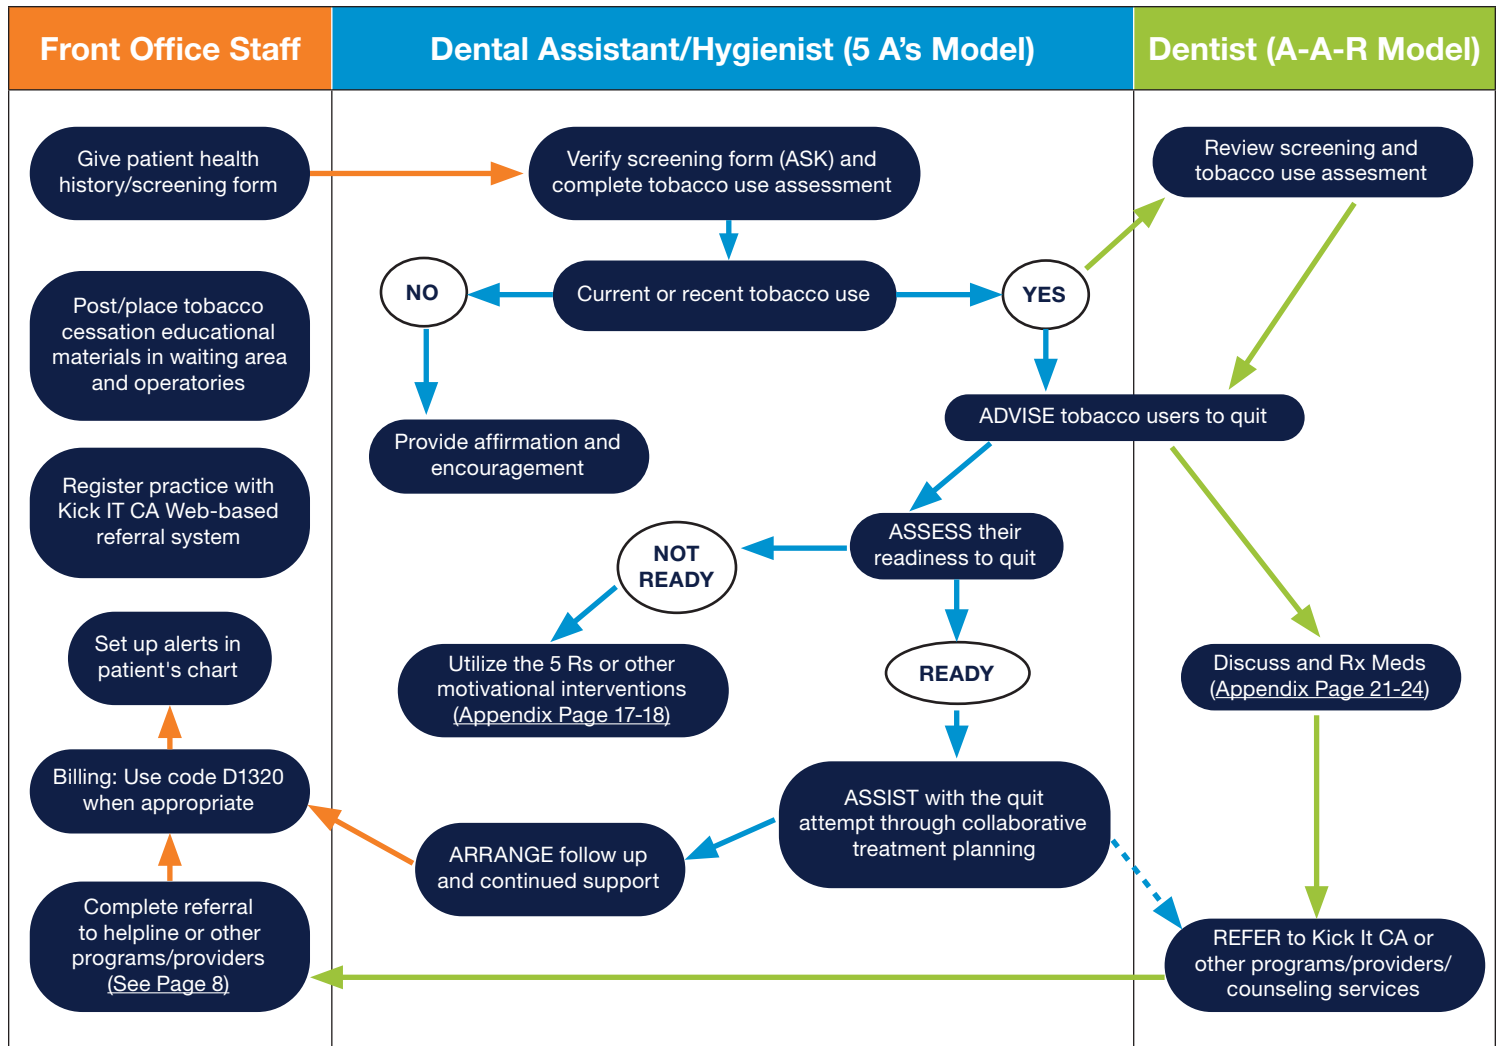 Front Office Staff
Dental Assistant/Hygienist (5 A's Model)
Dentist (A-A-R Model)
Give patient health
history/screening form
Post/place tobacco
cessation educational
materials in waiting area
and operatories
Register practice with
Kick IT CA Web-based
referral system
Set up alerts in
patient's chart
Billing: Use code D1320
when appropriate
Complete referral
to helpline or other
programs/providers
(See Page 8)
Verify screening form (ASK) and
complete tobacco use assessment
NO
Current or recent tobacco use
YES
Provide affirmation and
encouragement
ADVISE tobacco users to quit
ASSESS their
readiness to quit
NOT
READY
READY
Utilize the 5 Rs or other
motivational interventions
(Appendix Page 17-18)
ASSIST with the quit
attempt through collaborative
treatment planning
ARRANGE follow up
and continued support
Review screening and
tobacco use assesment
Discuss and Rx Meds
(Appendix Page 21-24)
REFER to Kick It CA or
other programs/providers/
counseling services